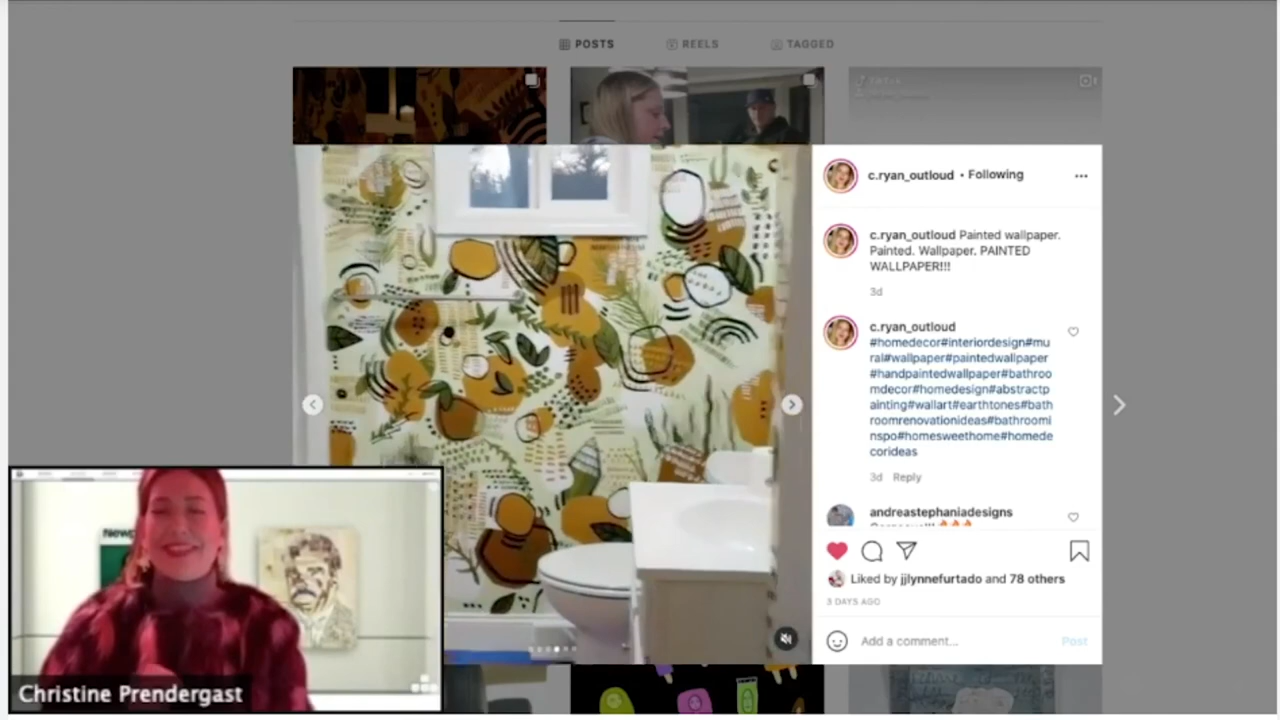 POSTS
REELS
TAGGED
c.ryan_outloud • Following
c.ryan_outloud Painted wallpaper.
Painted. Wallpaper. PAINTED
WALLPAPER!!!
3d
c.ryan_outloud
#homedecor#interiordesign#mu
ral#wallpaper#paintedwallpaper
#handpaintedwallpaper#bathroo
mdecor#homedesign#abstractp
ainting#wallart#earthtones#bath
roomrenovationideas#bathroomi
nspo#homesweethome#homede
corideas
3d Reply
andreastephaniadesigns
Liked by jjlynnefurtado and 78 others
3 DAYS AGO
Add a comment...
Post
Christine Prendergast